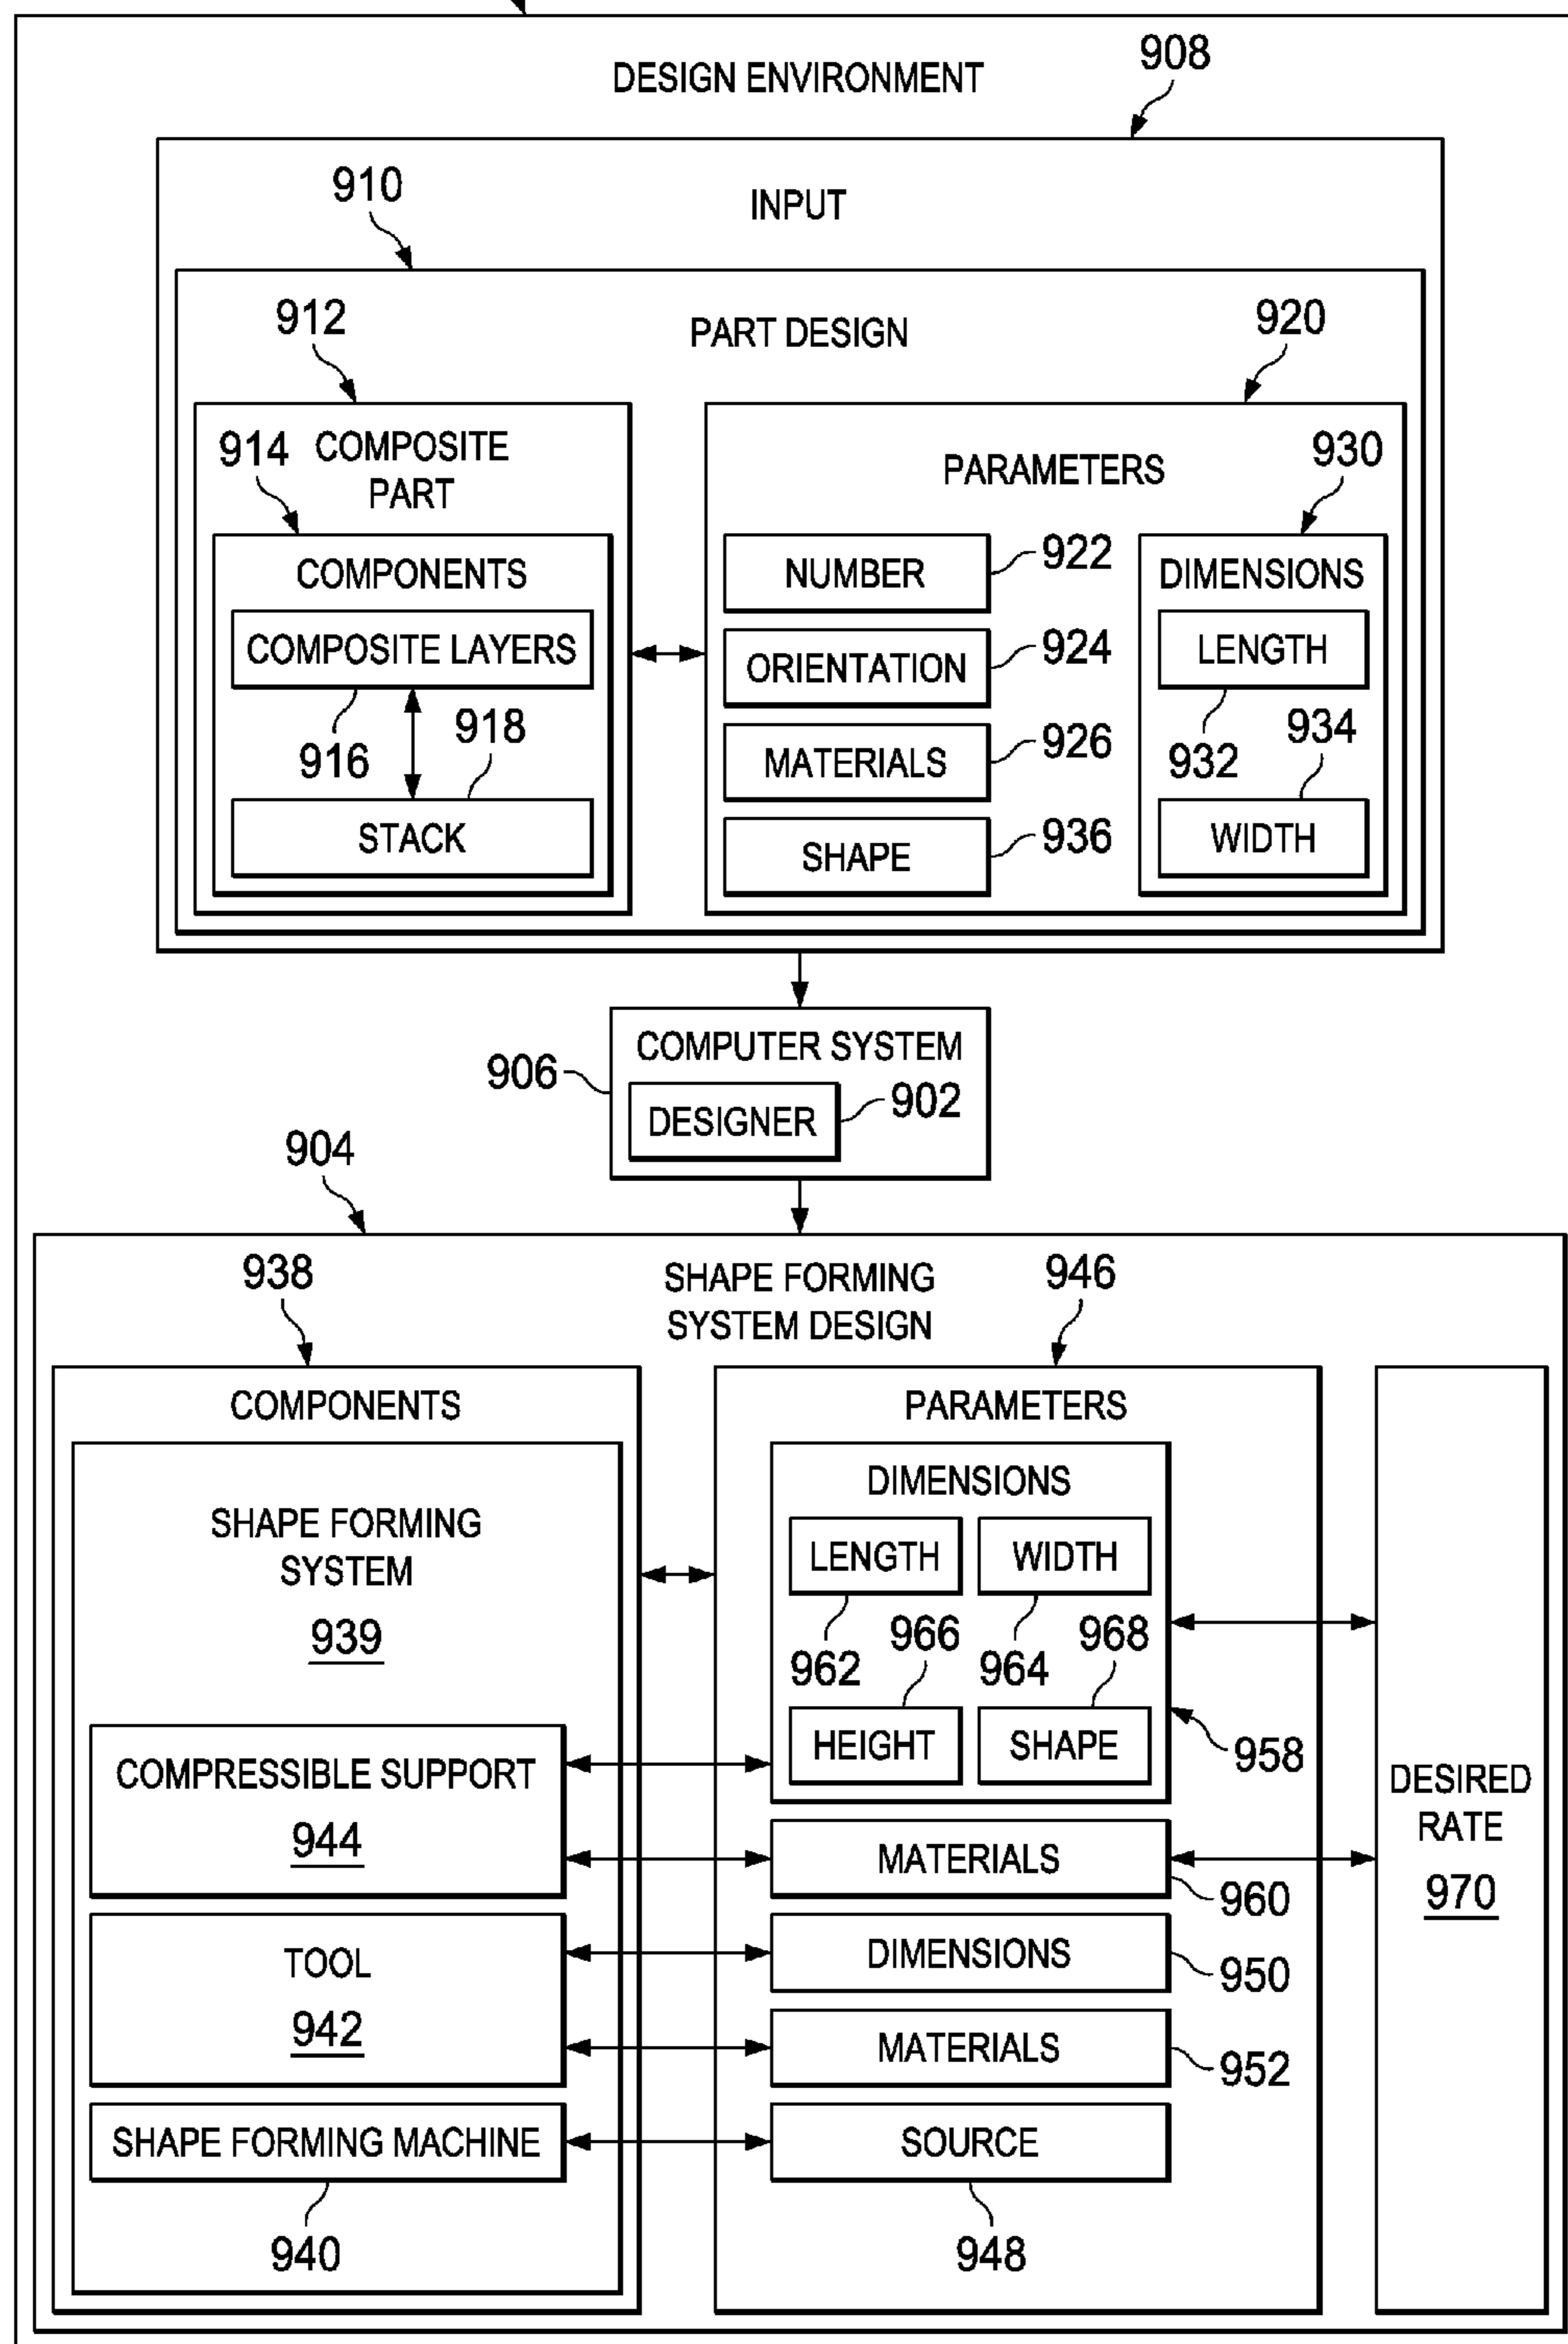 908
DESIGN ENVIRONMENT
910
INPUT
912
PART DESIGN
920
914
COMPOSITE
PART
PARAMETERS
930
COMPONENTS
COMPOSITE LAYERS
916
918
STACK
NUMBER
922
ORIENTATION
924
MATERIALS
926
SHAPE
936
DIMENSIONS
LENGTH
932
934
WIDTH
COMPUTER SYSTEM
906
DESIGNER
902
904
938
SHAPE FORMING
SYSTEM DESIGN
946
COMPONENTS
SHAPE FORMING
SYSTEM
939
COMPRESSIBLE SUPPORT
944
TOOL
942
SHAPE FORMING MACHINE
940
PARAMETERS
DIMENSIONS
LENGTH
WIDTH
962
966
964
968
HEIGHT
SHAPE
958
MATERIALS
960
DIMENSIONS
950
MATERIALS
952
SOURCE
948
DESIRED
RATE
970